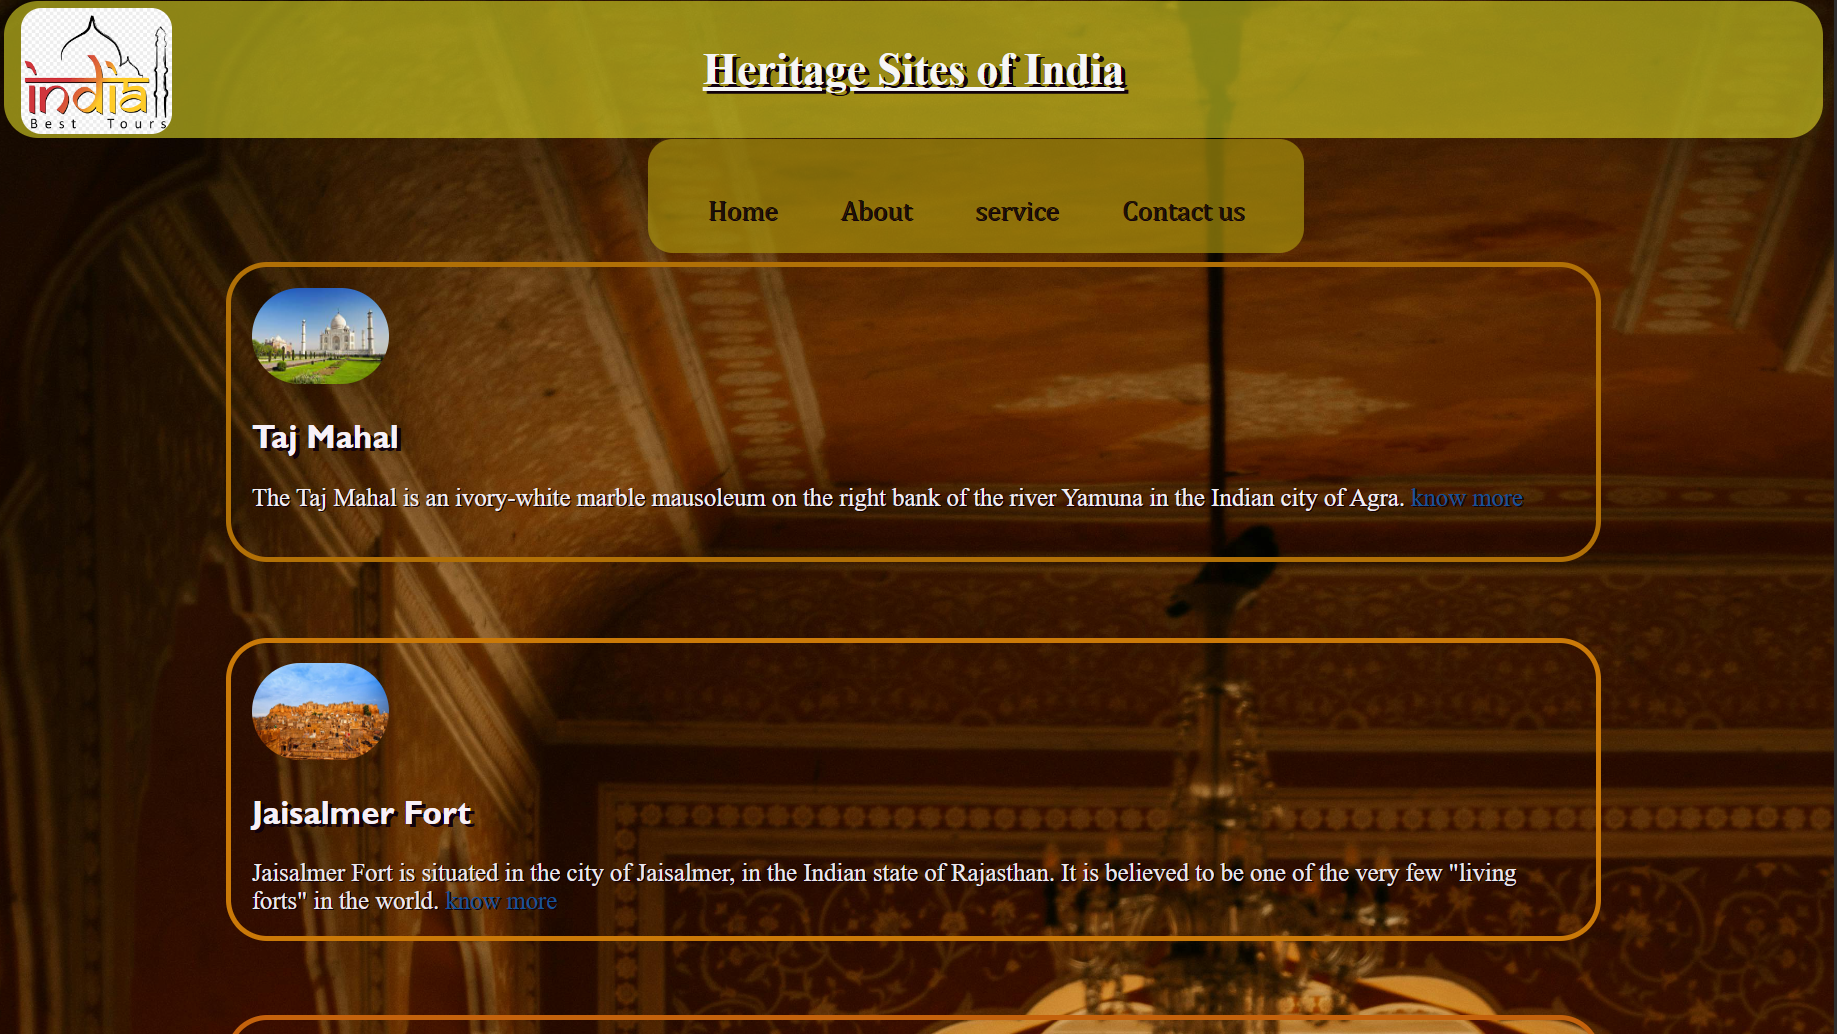 india
Best Tours
Heritage Sites of India
Home About service Contact us
Taj Mahal
The Taj Mahal is an ivory-white marble mausoleum on the right bank of the river Yamuna in the Indian city of Agra. know more
Jaisalmer Fort
Jaisalmer Fort is situated in the city of Jaisalmer, in the Indian state of Rajasthan. It is believed to be one of the very few "living
forts" in the world. know more